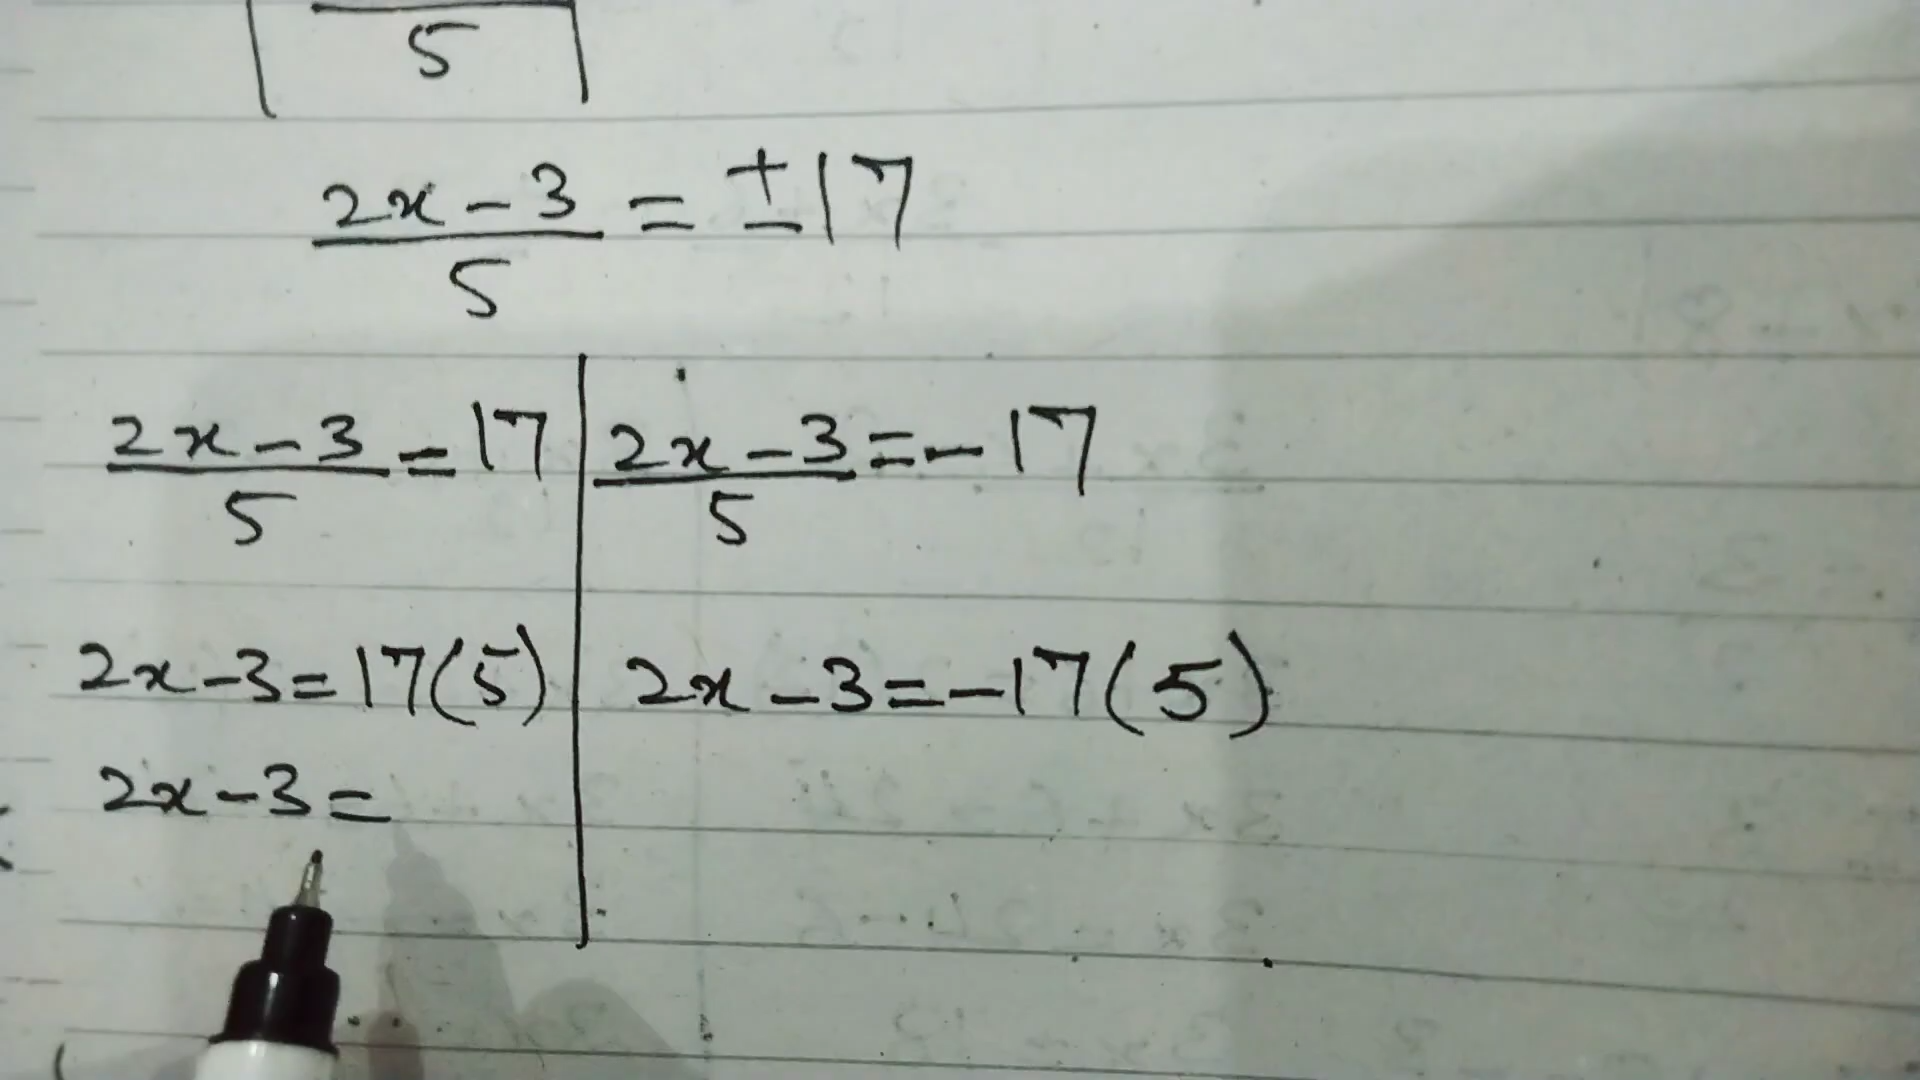 5
2x - 3 / 5 = ± 17
2x - 3 / 5 = 17 | 2x - 3 / 5 = - 17
2x - 3 = 17(5) | 2x - 3 = -17(5)
2x - 3 =